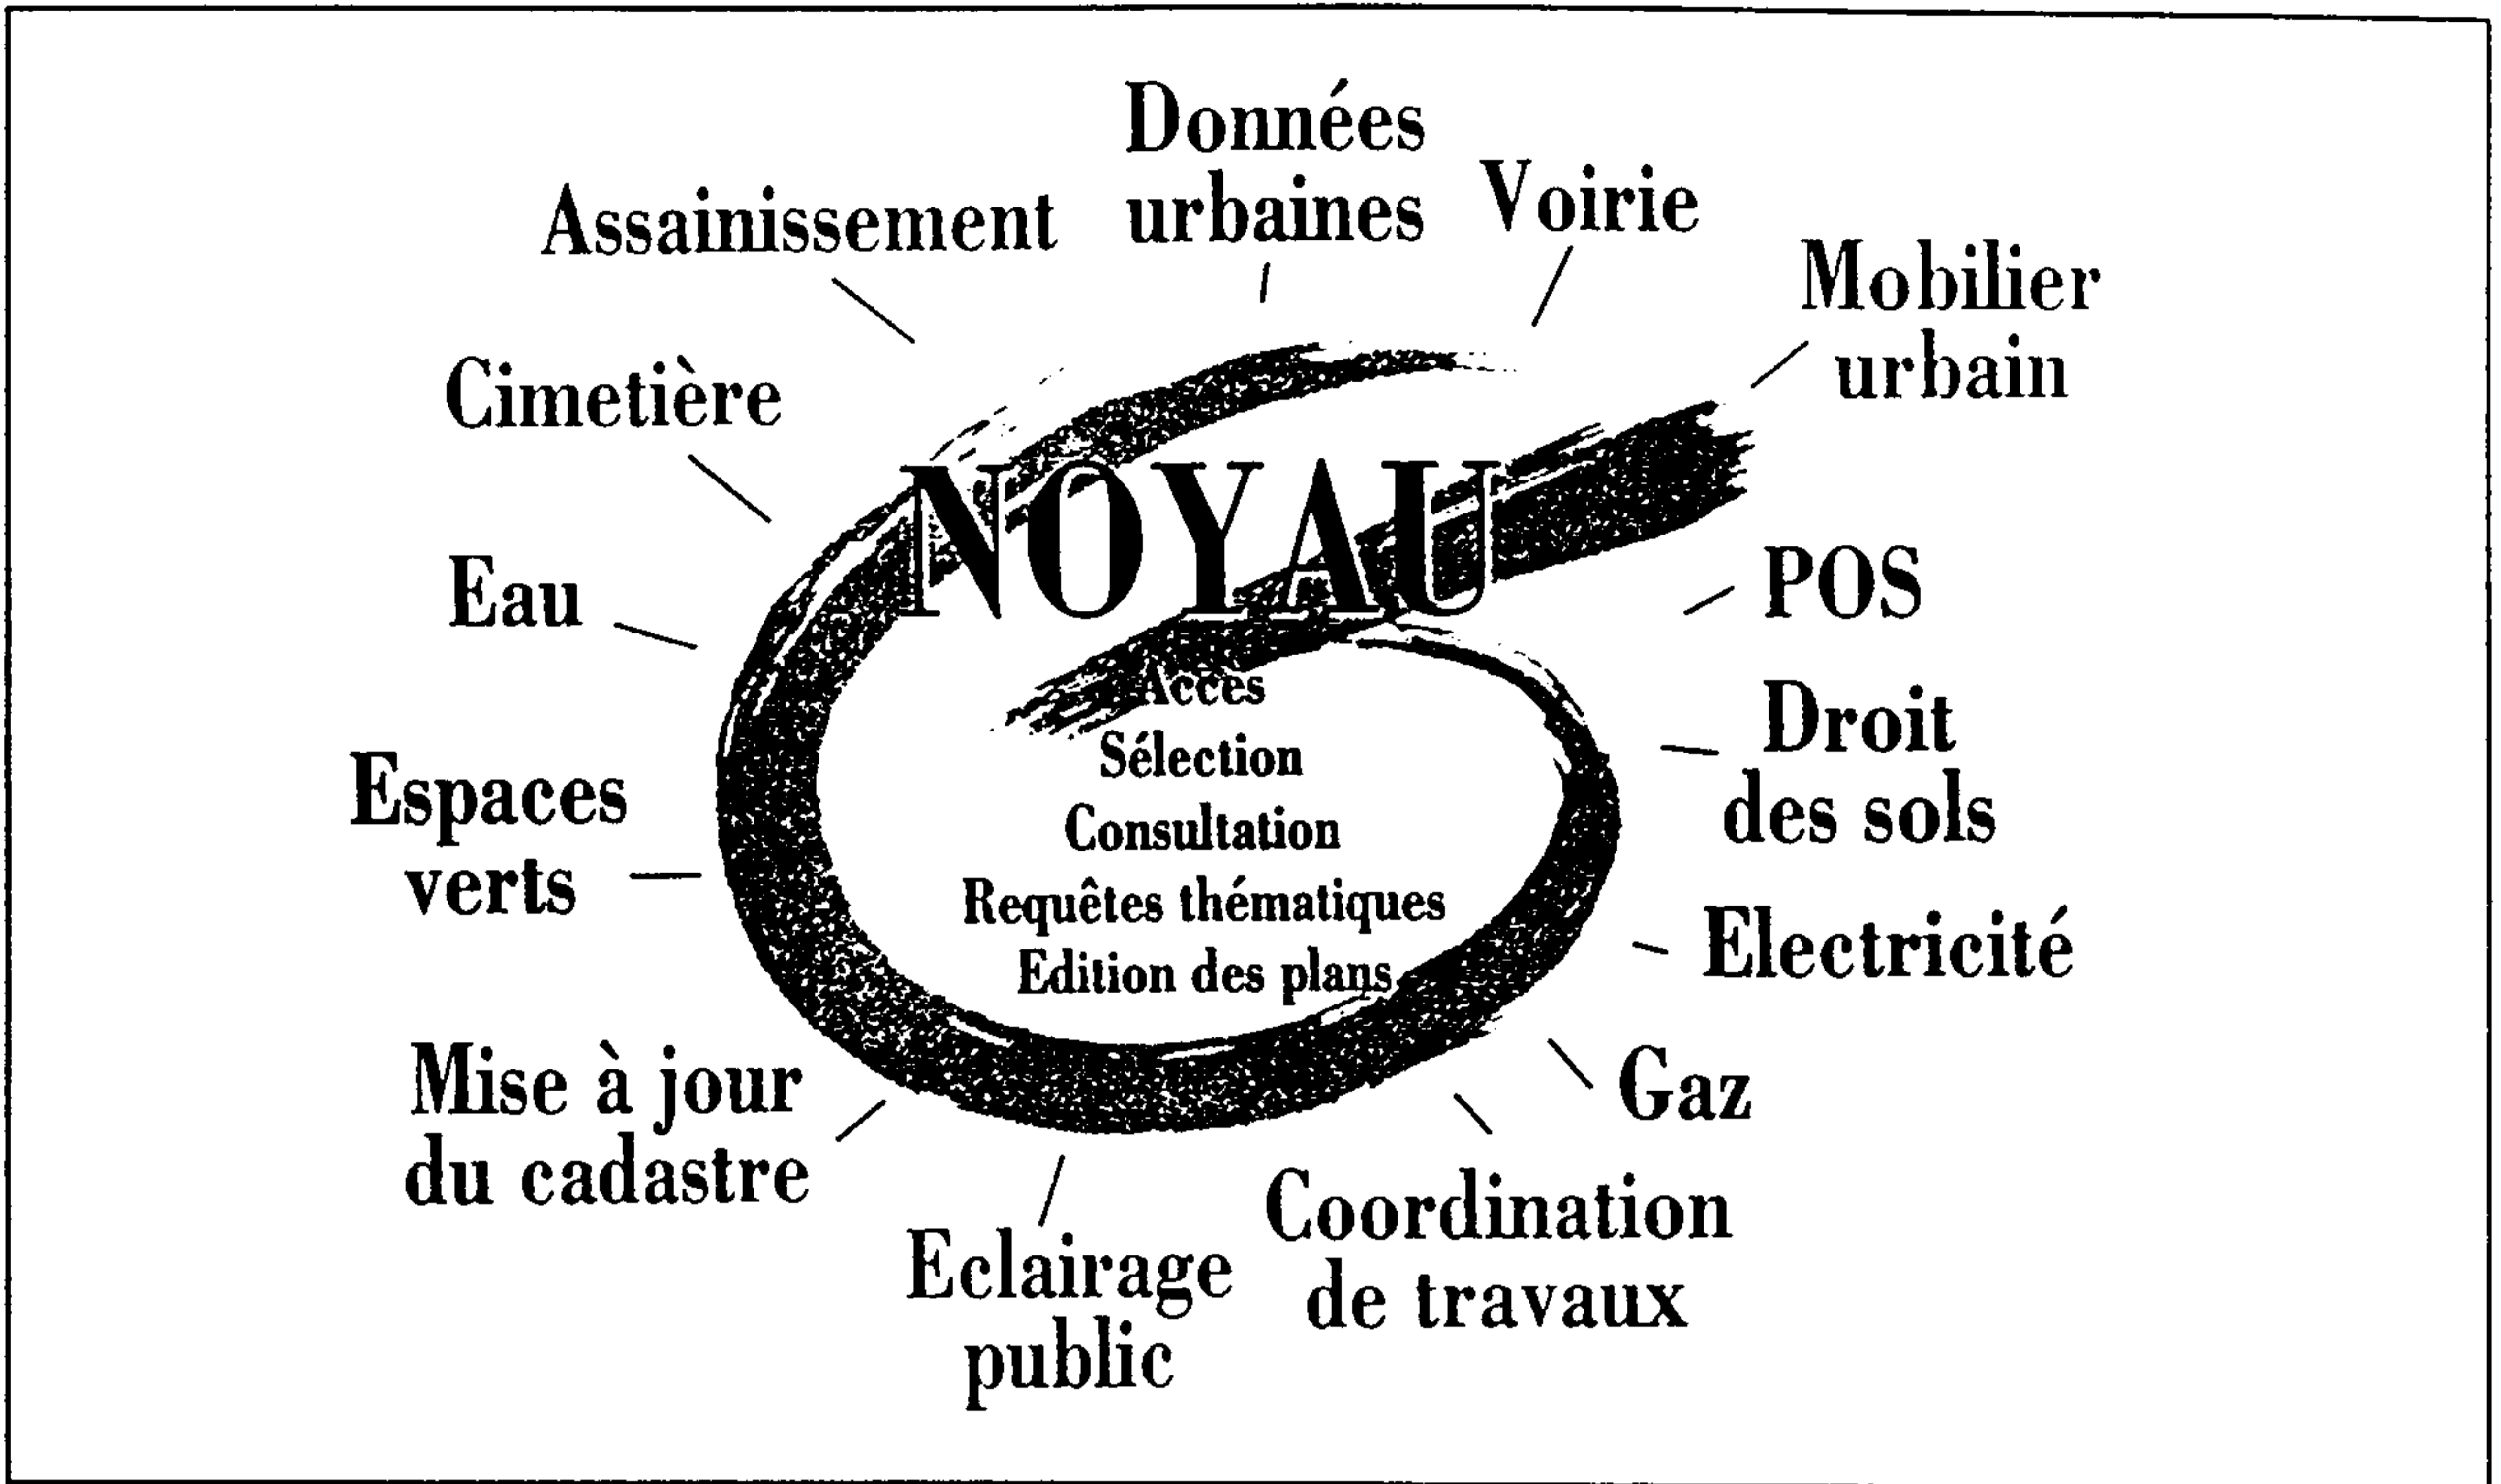 Données
urbaines
Voirie
Assainissement
Mobilier
urbain
Cimetière
NOYAU
Eau
POS
Accès
Droit
des sols
Sélection
Espaces
verts
Consultation
Requêtes thématiques
Electricité
Edition des plans
Mise à jour
du cadastre
Gaz
Coordination
de travaux
Eclairage
public